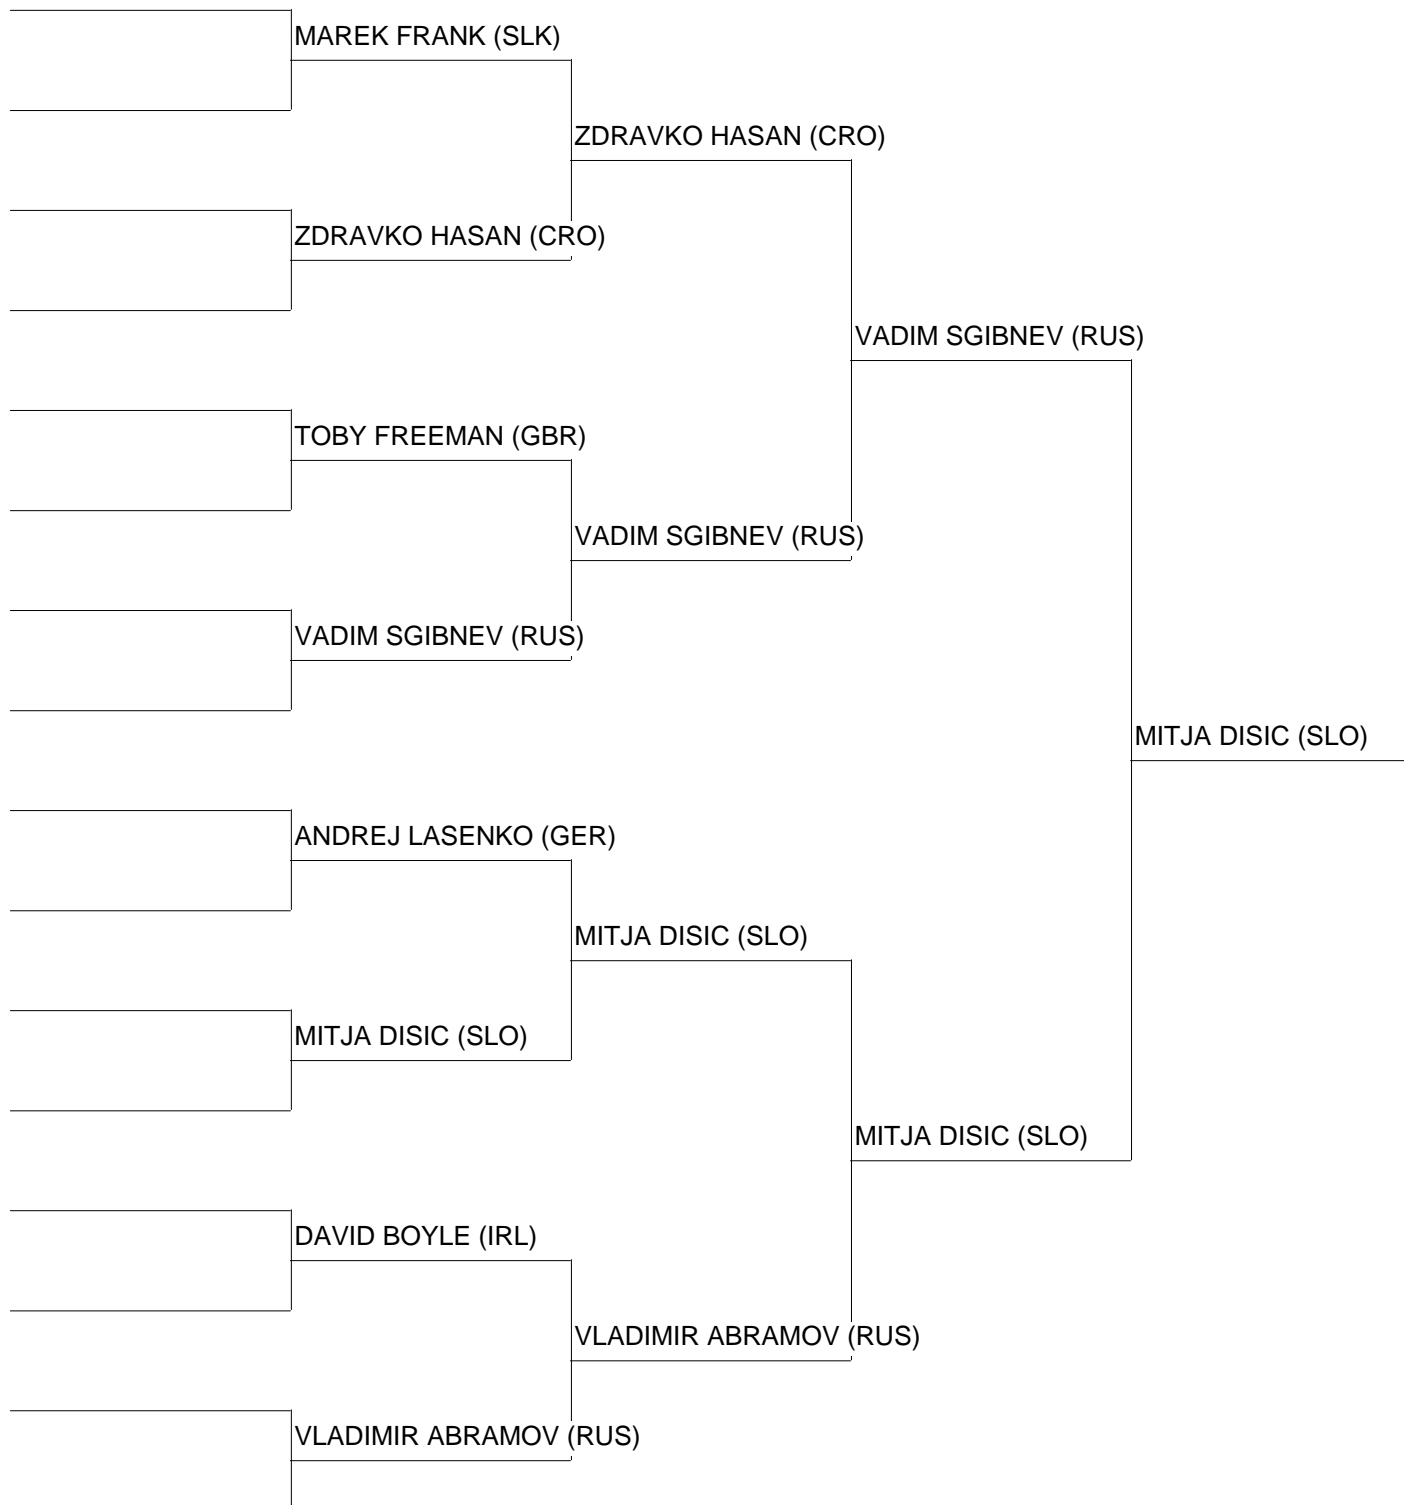 MAREK FRANK (SLK)
ZDRAVKO HASAN (CRO)
ZDRAVKO HASAN (CRO)
VADIM SGIBNEV (RUS)
TOBY FREEMAN (GBR)
VADIM SGIBNEV (RUS)
VADIM SGIBNEV (RUS)
MITJA DISIC (SLO)
ANDREJ LASENKO (GER)
MITJA DISIC (SLO)
MITJA DISIC (SLO)
MITJA DISIC (SLO)
DAVID BOYLE (IRL)
VLADIMIR ABRAMOV (RUS)
VLADIMIR ABRAMOV (RUS)